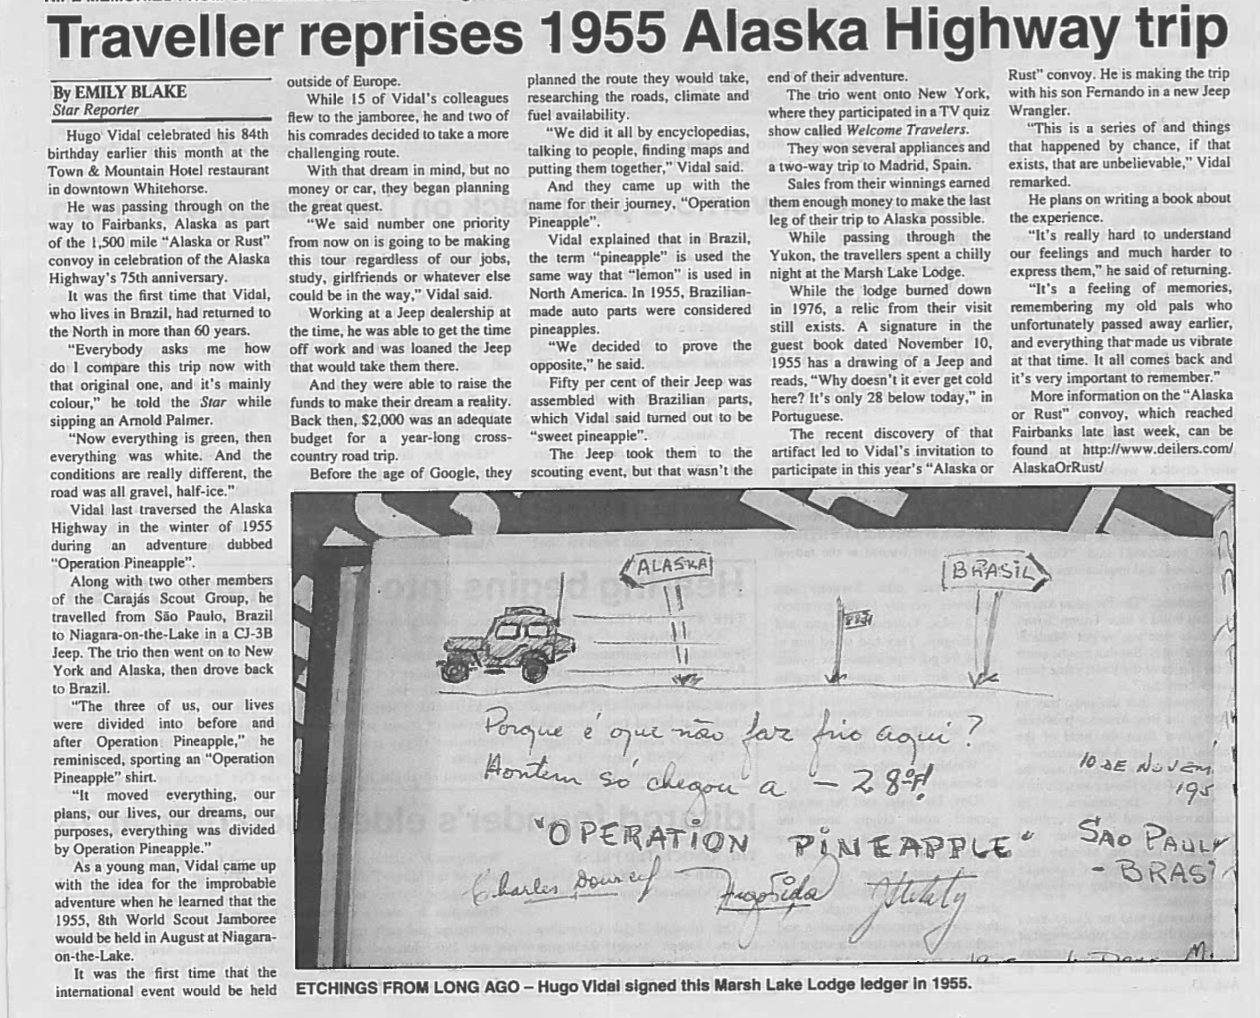 Traveller reprises 1955 Alaska Highway trip
By EMILY BLAKE
Star Reporter
Hugo Vidal celebrated his 84th
birthday earlier this month at the
Town & Mountain Hotel restaurant
in downtown Whitehorse.
He was passing through on the
way to Fairbanks, Alaska as part
of the 1,500 mile “Alaska or Rust”
convoy in celebration of the Alaska
Highway’s 75th anniversary.
It was the first time that Vidal,
who lives in Brazil, had returned to
the North in more than 60 years.
“Everybody asks me how
do I compare this trip now with
that original one, and it’s mainly
colour,” he told the Star while
sipping an Arnold Palmer.
“Now everything is green, then
everything was white. And the
conditions are really different, the
road was all gravel, half-ice.”
Vidal last traversed the Alaska
Highway in the winter of 1955
during an adventure dubbed
“Operation Pineapple”.
Along with two other members
of the Carajás Scout Group, he
travelled from São Paulo, Brazil
to Niagara-on-the-Lake in a CJ-3B
Jeep. The trio then went on to New
York and Alaska, then drove back
to Brazil.
“The three of us, our lives
were divided into before and
after Operation Pineapple,” he
reminisced, sporting an “Operation
Pineapple” shirt.
“It moved everything, our
plans, our lives, our dreams, our
purposes, everything was divided
by Operation Pineapple.”
As a young man, Vidal came up
with the idea for the improbable
adventure when he learned that the
1955, 8th World Scout Jamboree
would be held in August at Niagara-
on-the-Lake.
It was the first time that the
international event would be held
outside of Europe.
While 15 of Vidal’s colleagues
flew to the jamboree, he and two of
his comrades decided to take a more
challenging route.
With that dream in mind, but no
money or car, they began planning
the great quest.
“We said number one priority
from now on is going to be making
this tour regardless of our jobs,
study, girlfriends or whatever else
could be in the way,” Vidal said.
Working at a Jeep dealership at
the time, he was able to get the time
off work and was loaned the Jeep
that would take them there.
And they were able to raise the
funds to make their dream a reality.
Back then, $2,000 was an adequate
budget for a year-long cross-
country road trip.
Before the age of Google, they
planned the route they would take,
researching the roads, climate and
fuel availability.
“We did it all by encyclopedias,
talking to people, finding maps and
putting them together,” Vidal said.
And they came up with the
name for their journey, “Operation
Pineapple”.
Vidal explained that in Brazil,
the term “pineapple” is used the
same way that “lemon” is used in
North America. In 1955, Brazilian-
made auto parts were considered
pineapples.
“We decided to prove the
opposite,” he said.
Fifty per cent of their Jeep was
assembled with Brazilian parts,
which Vidal said turned out to be
“sweet pineapple”.
The Jeep took them to the
scouting event, but that wasn’t the
end of their adventure.
The trio went onto New York,
where they participated in a TV quiz
show called Welcome Travelers.
They won several appliances and
a two-way trip to Madrid, Spain.
Sales from their winnings earned
them enough money to make the last
leg of their trip to Alaska possible.
While passing through the
Yukon, the travellers spent a chilly
night at the Marsh Lake Lodge.
While the lodge burned down
in 1976, a relic from their visit
still exists. A signature in the
guest book dated November 10,
1955 has a drawing of a Jeep and
reads, “Why doesn’t it ever get cold
here? It’s only 28 below today,” in
Portuguese.
The recent discovery of that
artifact led to Vidal’s invitation to
participate in this year’s “Alaska or
Rust” convoy. He is making the trip
with his son Fernando in a new Jeep
Wrangler.
“This is a series of and things
that happened by chance, if that
exists, that are unbelievable,” Vidal
remarked.
He plans on writing a book about
the experience.
“It’s really hard to understand
our feelings and much harder to
express them,” he said of returning.
“It’s a feeling of memories,
remembering my old pals who
unfortunately passed away earlier,
and everything that made us vibrate
at that time. It all comes back and
it’s very important to remember.”
More information on the “Alaska
or Rust” convoy, which reached
Fairbanks late last week, can be
found at http://www.deilers.com/
AlaskaOrRust/
ALASKA
BRASIL
Porque é que não faz frio aqui?
Hontem só chegou a – 28°F!
10 DE NOVEM.
195
“OPERATION PINEAPPLE”
SÃO PAULO
- BRASI
Charles Downey Hugo Vidal
ETCHINGS FROM LONG AGO – Hugo Vidal signed this Marsh Lake Lodge ledger in 1955.